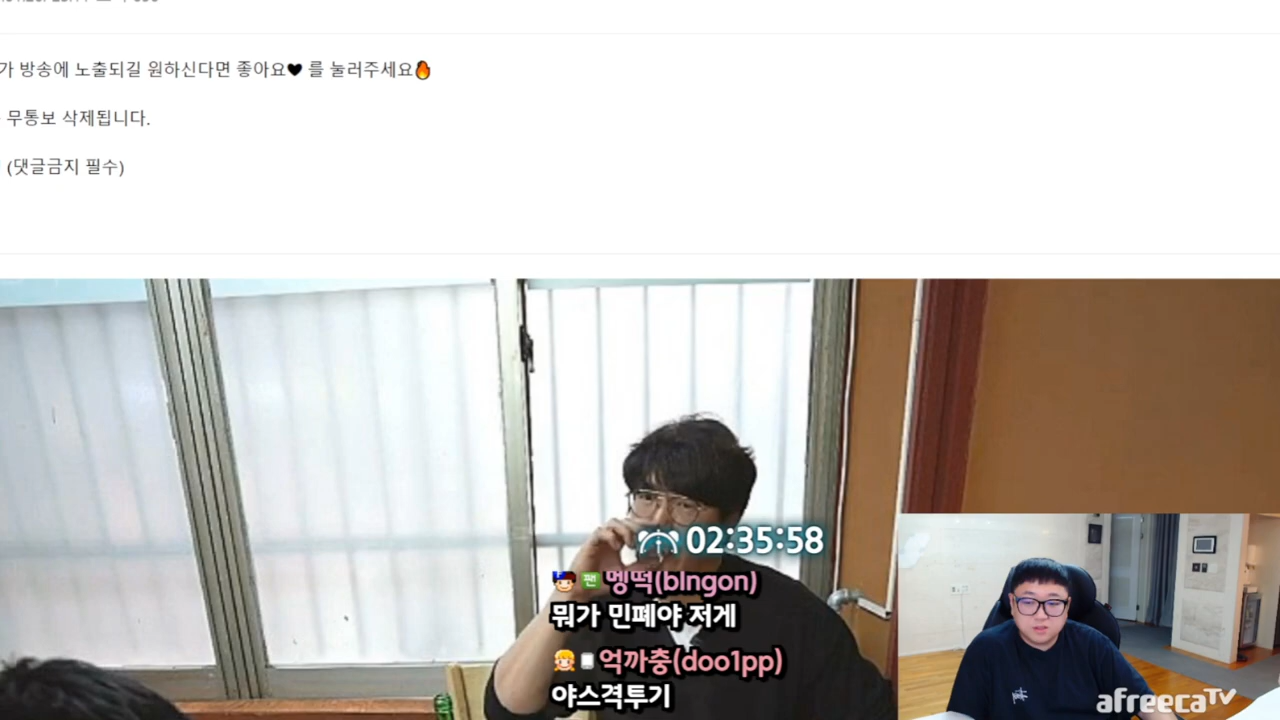 가 방송에 노출되길 원하신다면 좋아요🖤 를 눌러주세요🔥
무통보 삭제됩니다.
(댓글금지 필수)
02:35:58
팬 멩떡(blngon)
뭐가 민폐야 저게
억까충(doo1pp)
야스격투기
afreecaTV